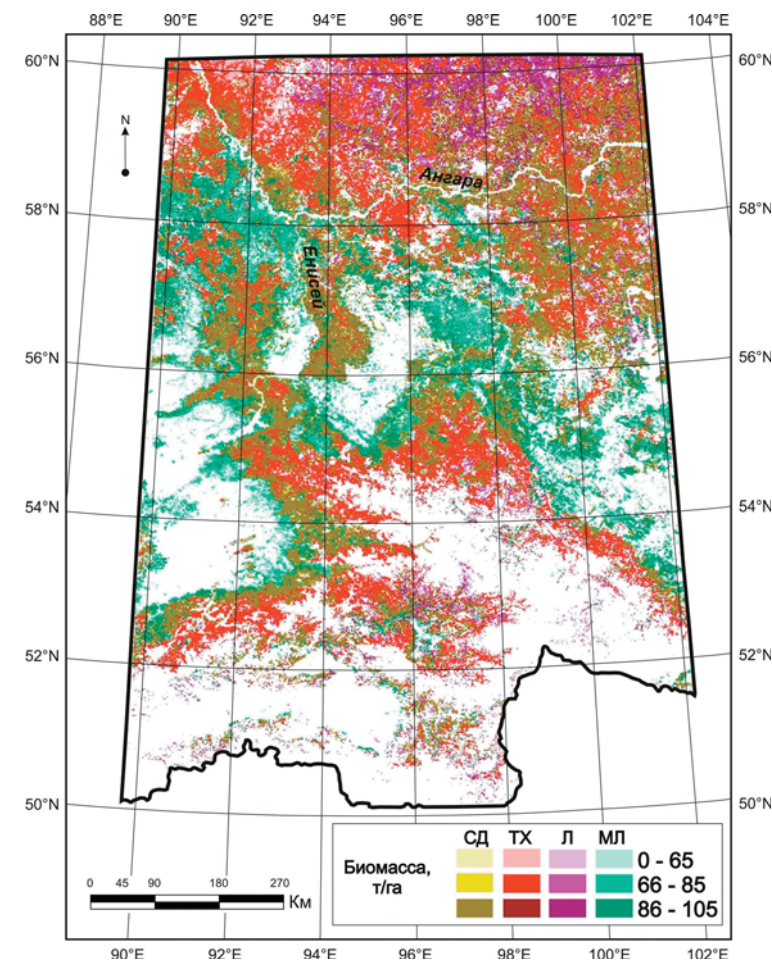 88°E 90°E 92°E 94°E 96°E 98°E 100°E 102°E 104°E
60°N 60°N
N
Ангара
58°N 58°N
Енисей
56°N 56°N
54°N 54°N
52°N 52°N
50°N 50°N
СД ТХ Л МЛ
Биомасса, т/га
0 - 65
66 - 85
86 - 105
0 45 90 180 270
Км
90°E 92°E 94°E 96°E 98°E 100°E 102°E